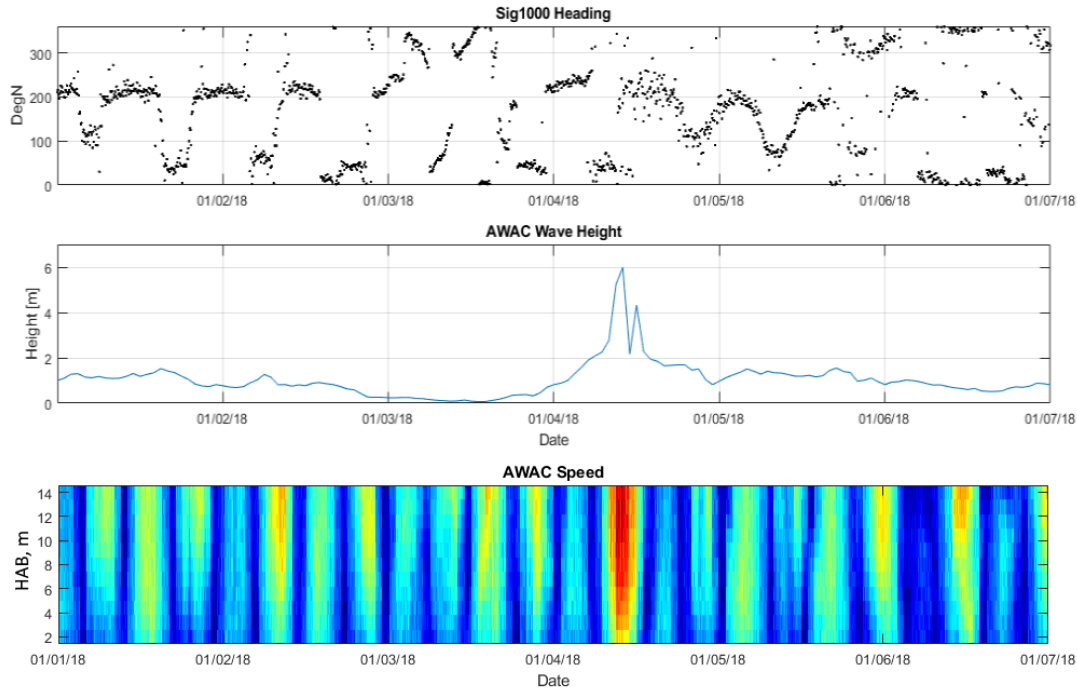 Sig1000 Heading
DegN
300
200
100
0
01/02/18 01/03/18 01/04/18 01/05/18 01/06/18 01/07/18
AWAC Wave Height
Height [m]
6
4
2
0
01/02/18 01/03/18 01/04/18 01/05/18 01/06/18 01/07/18
Date
AWAC Speed
HAB, m
14
12
10
8
6
4
2
01/01/18 01/02/18 01/03/18 01/04/18 01/05/18 01/06/18 01/07/18
Date